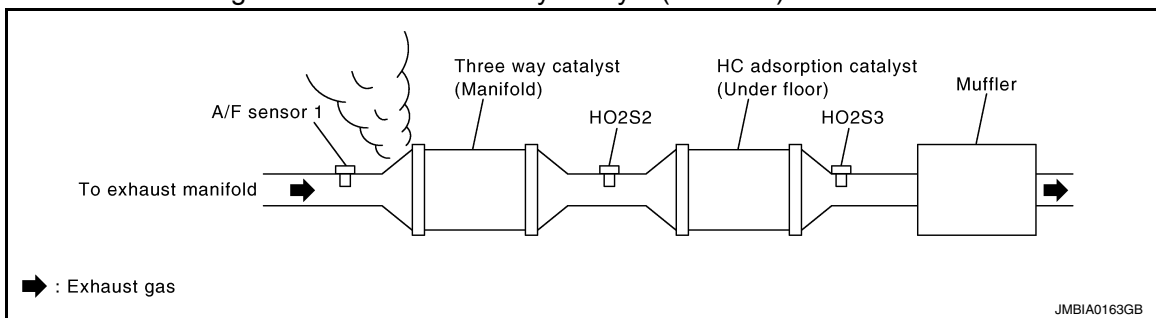 Three way catalyst
(Manifold)
HC adsorption catalyst
(Under floor)
Muffler
A/F sensor 1
HO2S2
HO2S3
To exhaust manifold
: Exhaust gas
JMBIA0163GB